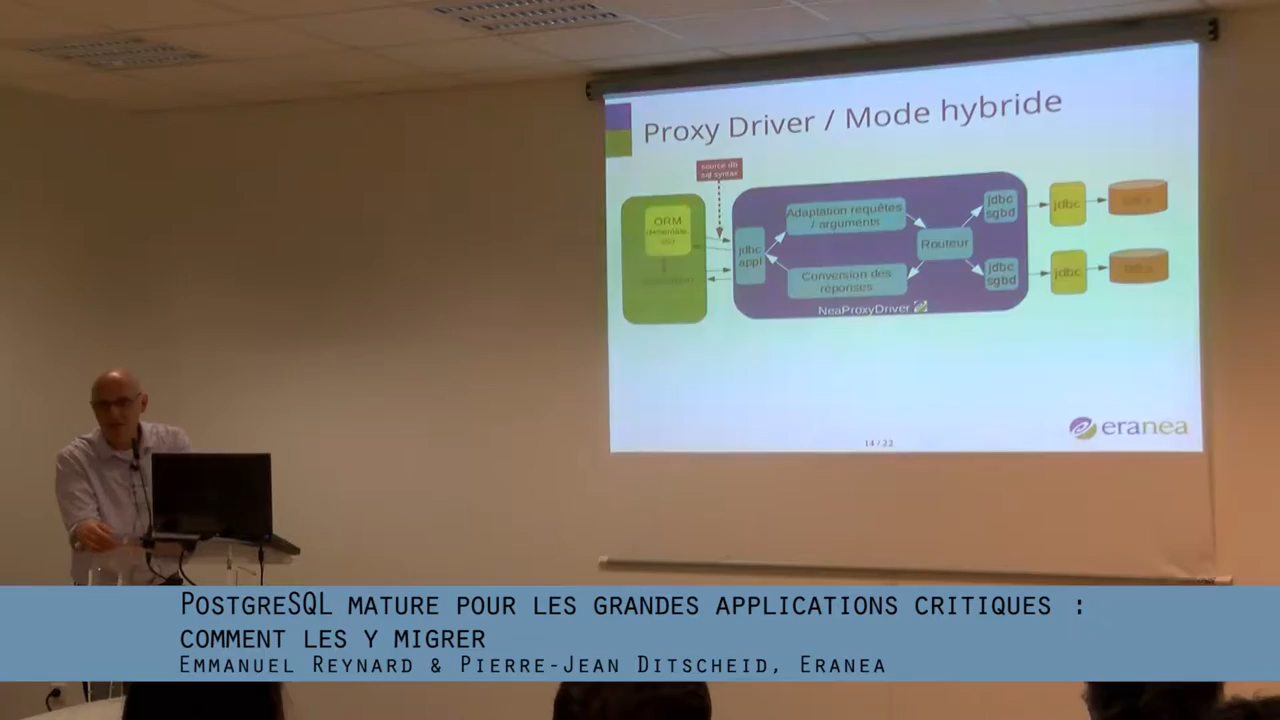 Proxy Driver / Mode hybride
source db
sql syntax
ORM
jdbc
appl
Adaptation requêtes
/ arguments
Conversion des
réponses
Routeur
jdbc
sgbd
jdbc
sgbd
jdbc
jdbc
NeaProxyDriver
eranea
14 / 22
PostgreSQL mature pour les grandes applications critiques :
comment les y migrer
Emmanuel Reynard & Pierre-Jean Ditscheid, Eranea